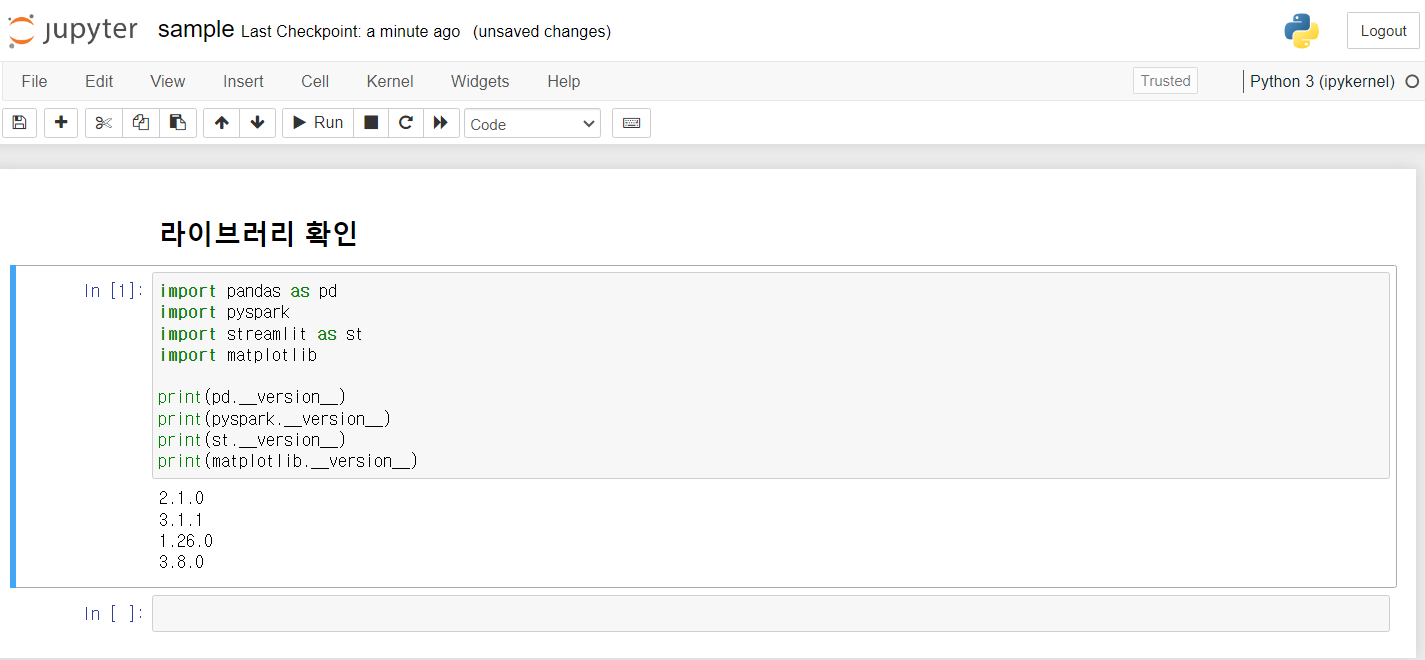 jupyter sample Last Checkpoint: a minute ago (unsaved changes) Logout
File Edit View Insert Cell Kernel Widgets Help Trusted Python 3 (ipykernel)
Run Code
라이브러리 확인
In [1]: import pandas as pd
import pyspark
import streamlit as st
import matplotlib
print(pd.__version__)
print(pyspark.__version__)
print(st.__version__)
print(matplotlib.__version__)
2.1.0
3.1.1
1.26.0
3.8.0
In [ ]: